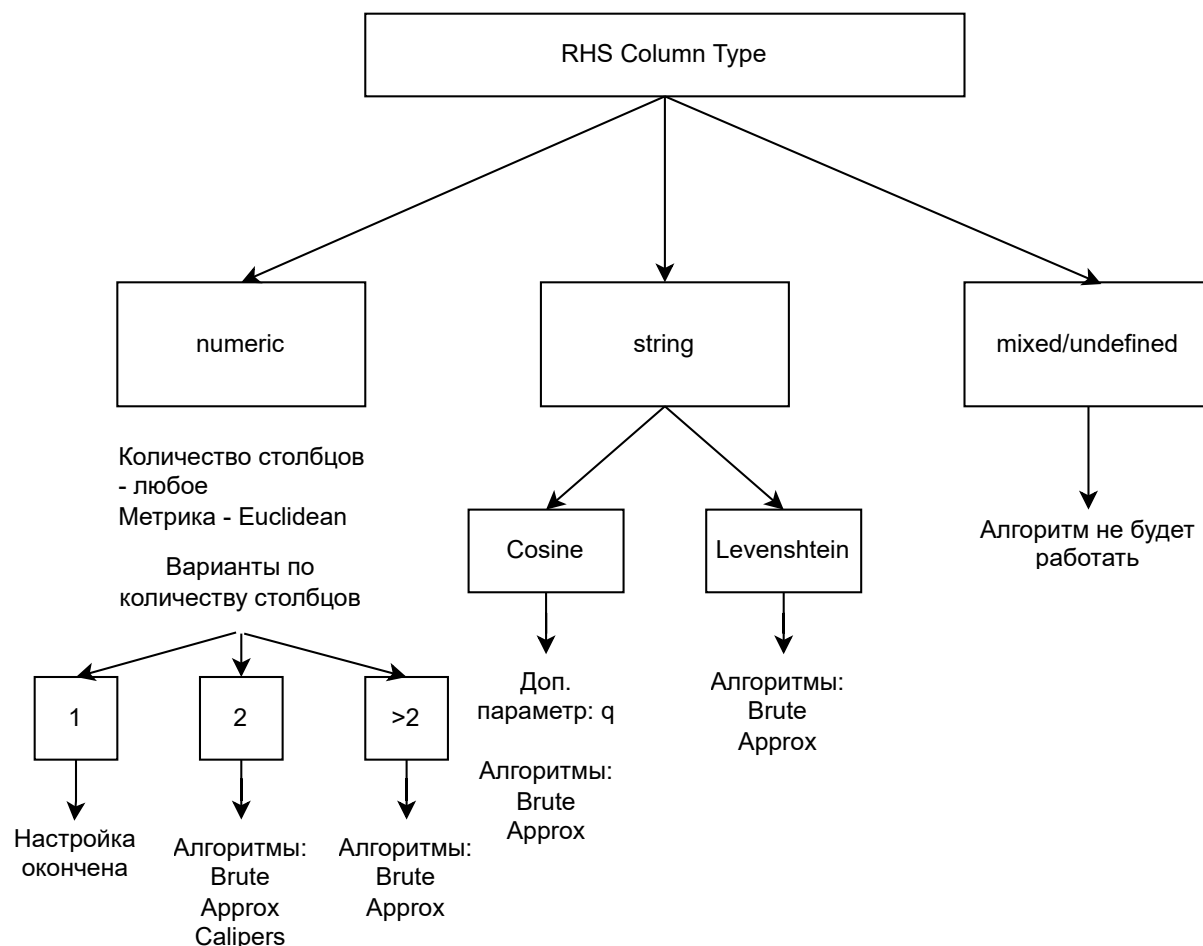 RHS Column Type
numeric
string
mixed/undefined
Количество столбцов
- любое
Метрика - Euclidean
Варианты по
количеству столбцов
1
2
>2
Настройка
окончена
Алгоритмы:
Brute
Approx
Calipers
Алгоритмы:
Brute
Approx
Cosine
Levenshtein
Доп.
параметр: q
Алгоритмы:
Brute
Approx
Алгоритмы:
Brute
Approx
Алгоритм не будет
работать